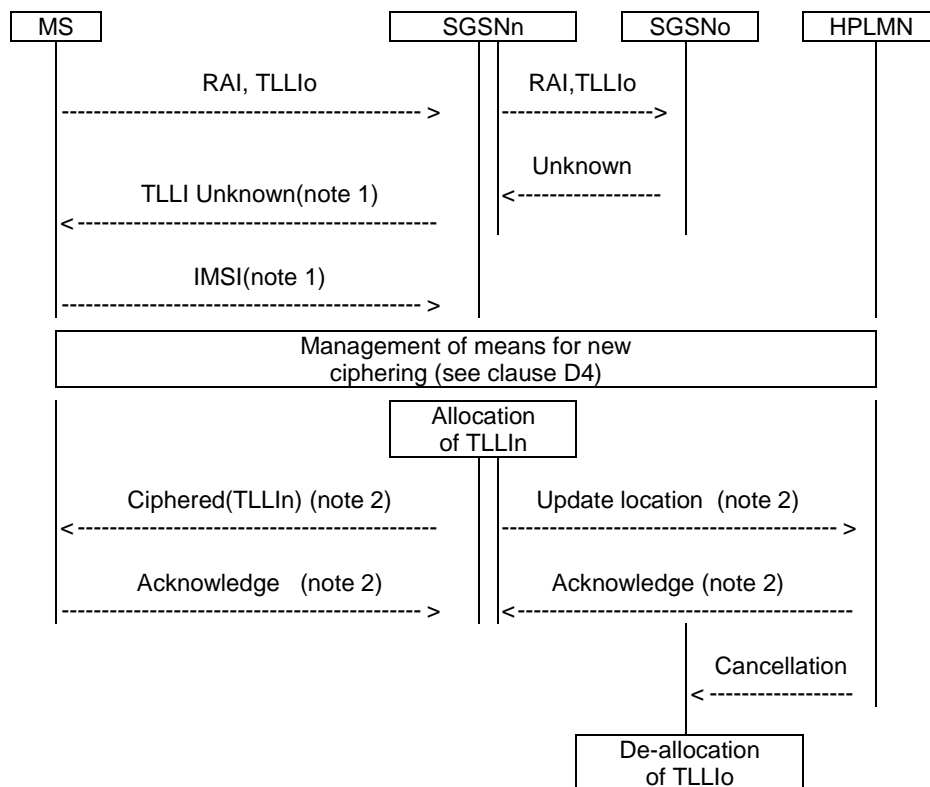 MS SGSNn SGSNo HPLMN
RAI, TLLIo RAI,TLLIo
---------------------------------------------- > -------------------->
Unknown
TLLI Unknown(note 1) <------------------
< ----------------------------------------------
IMSI(note 1)
---------------------------------------------- >
Management of means for new
ciphering (see clause D4)
Allocation
of TLLIn
Ciphered(TLLIn) (note 2) Update location (note 2)
< ---------------------------------------------- ------------------------------------------- >
Acknowledge (note 2) Acknowledge (note 2)
---------------------------------------------- > <-------------------------------------------
Cancellation
< ------------------
De-allocation
of TLLIo